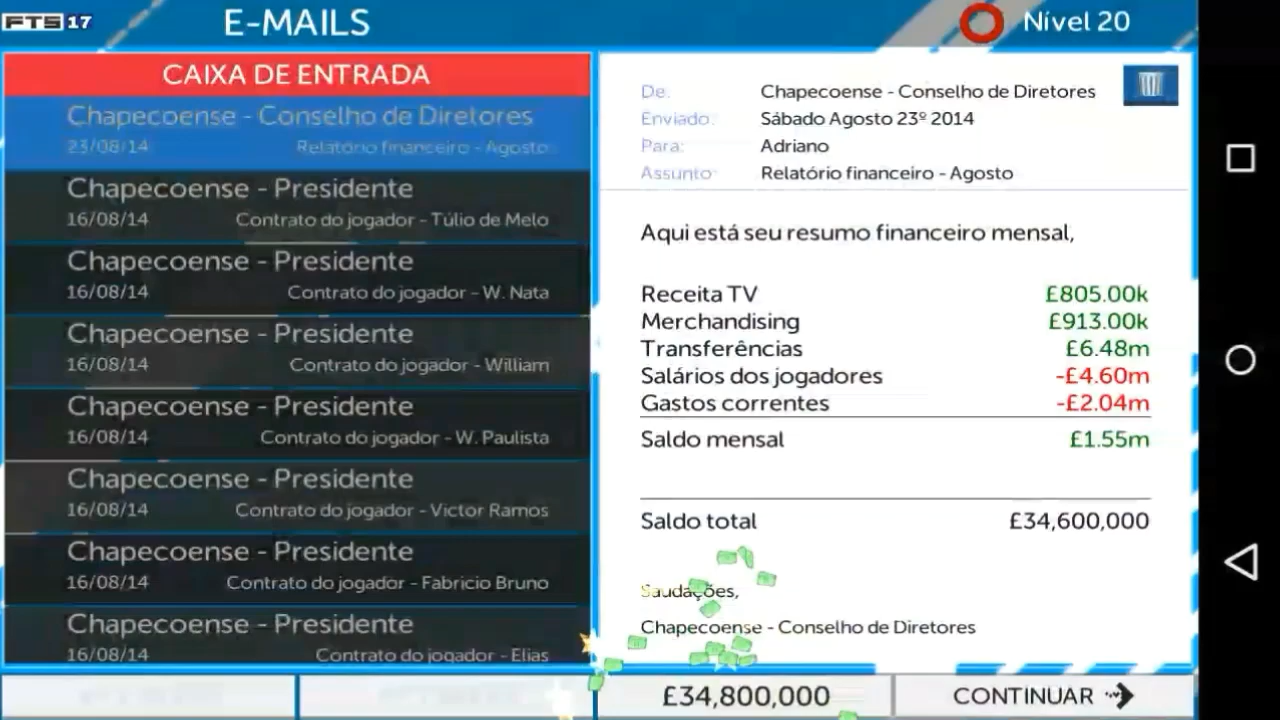 FTS 17
E-MAILS
Nível 20
CAIXA DE ENTRADA
Chapecoense - Conselho de Diretores
23/08/14 Relatório financeiro - Agosto
Chapecoense - Presidente
16/08/14 Contrato do jogador - Túlio de Melo
Chapecoense - Presidente
16/08/14 Contrato do jogador - W. Nata
Chapecoense - Presidente
16/08/14 Contrato do jogador - William
Chapecoense - Presidente
16/08/14 Contrato do jogador - W. Paulista
Chapecoense - Presidente
16/08/14 Contrato do jogador - Victor Ramos
Chapecoense - Presidente
16/08/14 Contrato do jogador - Fabricio Bruno
Chapecoense - Presidente
16/08/14 Contrato do jogador - Elias
De: Chapecoense - Conselho de Diretores
Enviado: Sábado Agosto 23º 2014
Para: Adriano
Assunto: Relatório financeiro - Agosto
Aqui está seu resumo financeiro mensal,
Receita TV £805.00k
Merchandising £913.00k
Transferências £6.48m
Salários dos jogadores -£4.60m
Gastos correntes -£2.04m
Saldo mensal £1.55m
Saldo total £34,600,000
Saudações,
Chapecoense - Conselho de Diretores
£34,800,000
CONTINUAR